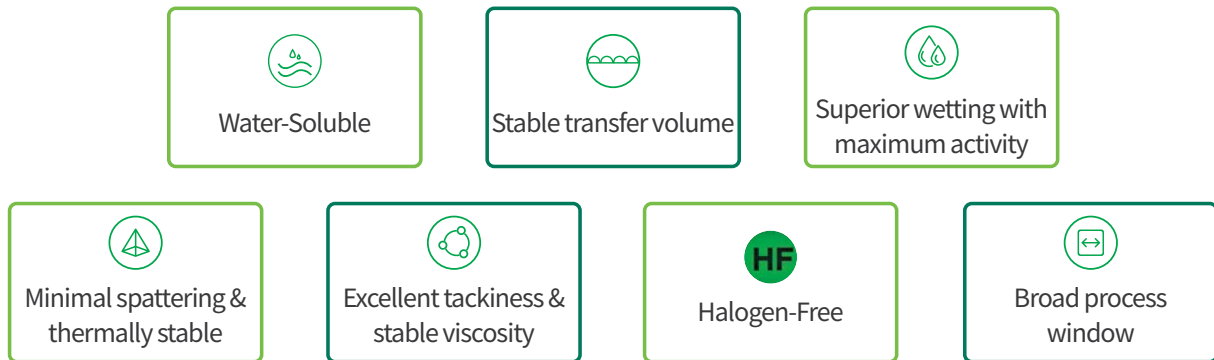 Water-Soluble
Stable transfer volume
Superior wetting with
maximum activity
Minimal spattering &
thermally stable
Excellent tackiness &
stable viscosity
HF
Halogen-Free
Broad process
window